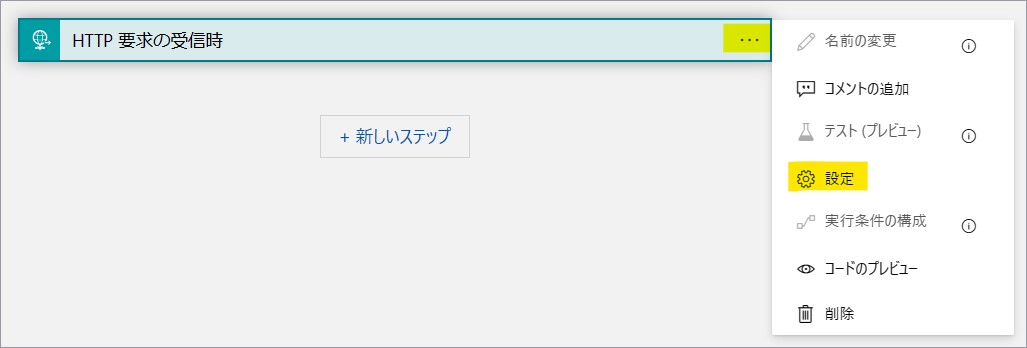 HTTP 要求の受信時
...
+ 新しいステップ
名前の変更
コメントの追加
テスト (プレビュー)
設定
実行条件の構成
コードのプレビュー
削除